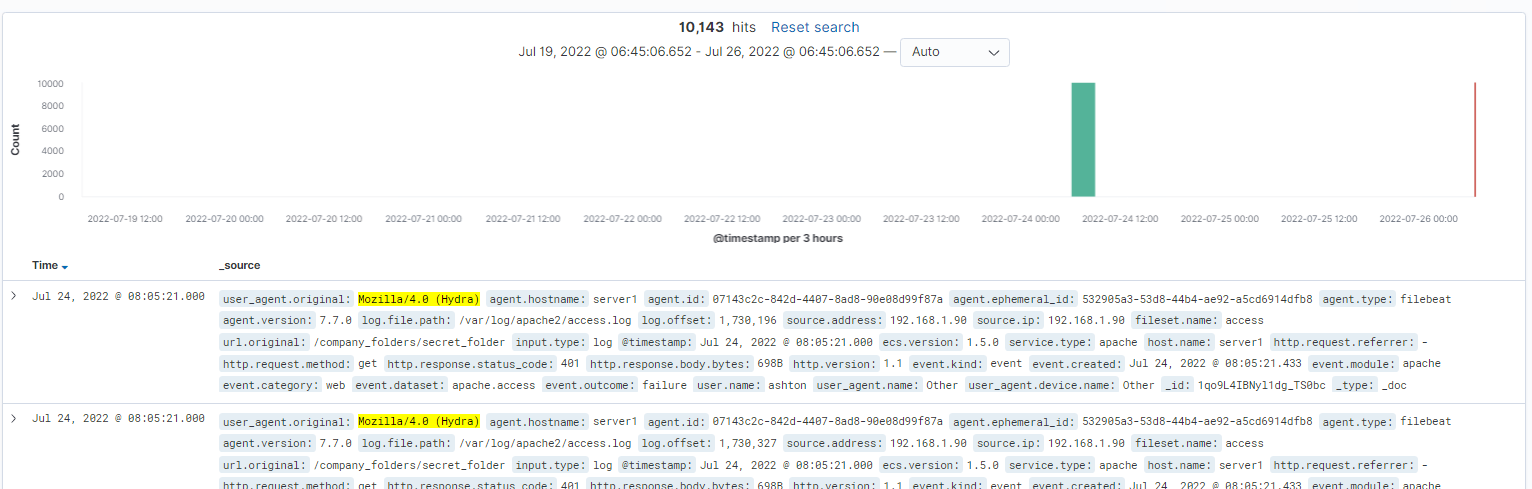 10,143 hits Reset search
Jul 19, 2022 @ 06:45:06.652 - Jul 26, 2022 @ 06:45:06.652 — Auto
10000
8000
6000
4000
2000
0
Count
2022-07-19 12:00 2022-07-20 00:00 2022-07-20 12:00 2022-07-21 00:00 2022-07-21 12:00 2022-07-22 00:00 2022-07-22 12:00 2022-07-23 00:00 2022-07-23 12:00 2022-07-24 00:00 2022-07-24 12:00 2022-07-25 00:00 2022-07-25 12:00 2022-07-26 00:00
@timestamp per 3 hours
Time _source
Jul 24, 2022 @ 08:05:21.000 user_agent.original: Mozilla/4.0 (Hydra) agent.hostname: server1 agent.id: 07143c2c-842d-4407-8ad8-90e08d99f87a agent.ephemeral_id: 532905a3-53d8-44b4-ae92-a5cd6914dfb8 agent.type: filebeat
agent.version: 7.7.0 log.file.path: /var/log/apache2/access.log log.offset: 1,730,196 source.address: 192.168.1.90 source.ip: 192.168.1.90 fileset.name: access
url.original: /company_folders/secret_folder input.type: log @timestamp: Jul 24, 2022 @ 08:05:21.000 ecs.version: 1.5.0 service.type: apache host.name: server1 http.request.referrer: -
http.request.method: get http.response.status_code: 401 http.response.body.bytes: 698B http.version: 1.1 event.kind: event event.created: Jul 24, 2022 @ 08:05:21.433 event.module: apache
event.category: web event.dataset: apache.access event.outcome: failure user.name: ashton user_agent.name: Other user_agent.device.name: Other _id: 1qo9L4IBNyl1dg_TS0bc _type: _doc
Jul 24, 2022 @ 08:05:21.000 user_agent.original: Mozilla/4.0 (Hydra) agent.hostname: server1 agent.id: 07143c2c-842d-4407-8ad8-90e08d99f87a agent.ephemeral_id: 532905a3-53d8-44b4-ae92-a5cd6914dfb8 agent.type: filebeat
agent.version: 7.7.0 log.file.path: /var/log/apache2/access.log log.offset: 1,730,327 source.address: 192.168.1.90 source.ip: 192.168.1.90 fileset.name: access
url.original: /company_folders/secret_folder input.type: log @timestamp: Jul 24, 2022 @ 08:05:21.000 ecs.version: 1.5.0 service.type: apache host.name: server1 http.request.referrer: -
http.request.method: get http.response.status_code: 401 http.response.body.bytes: 698B http.version: 1.1 event.kind: event event.created: Jul 24, 2022 @ 08:05:21.433 event.module: apache